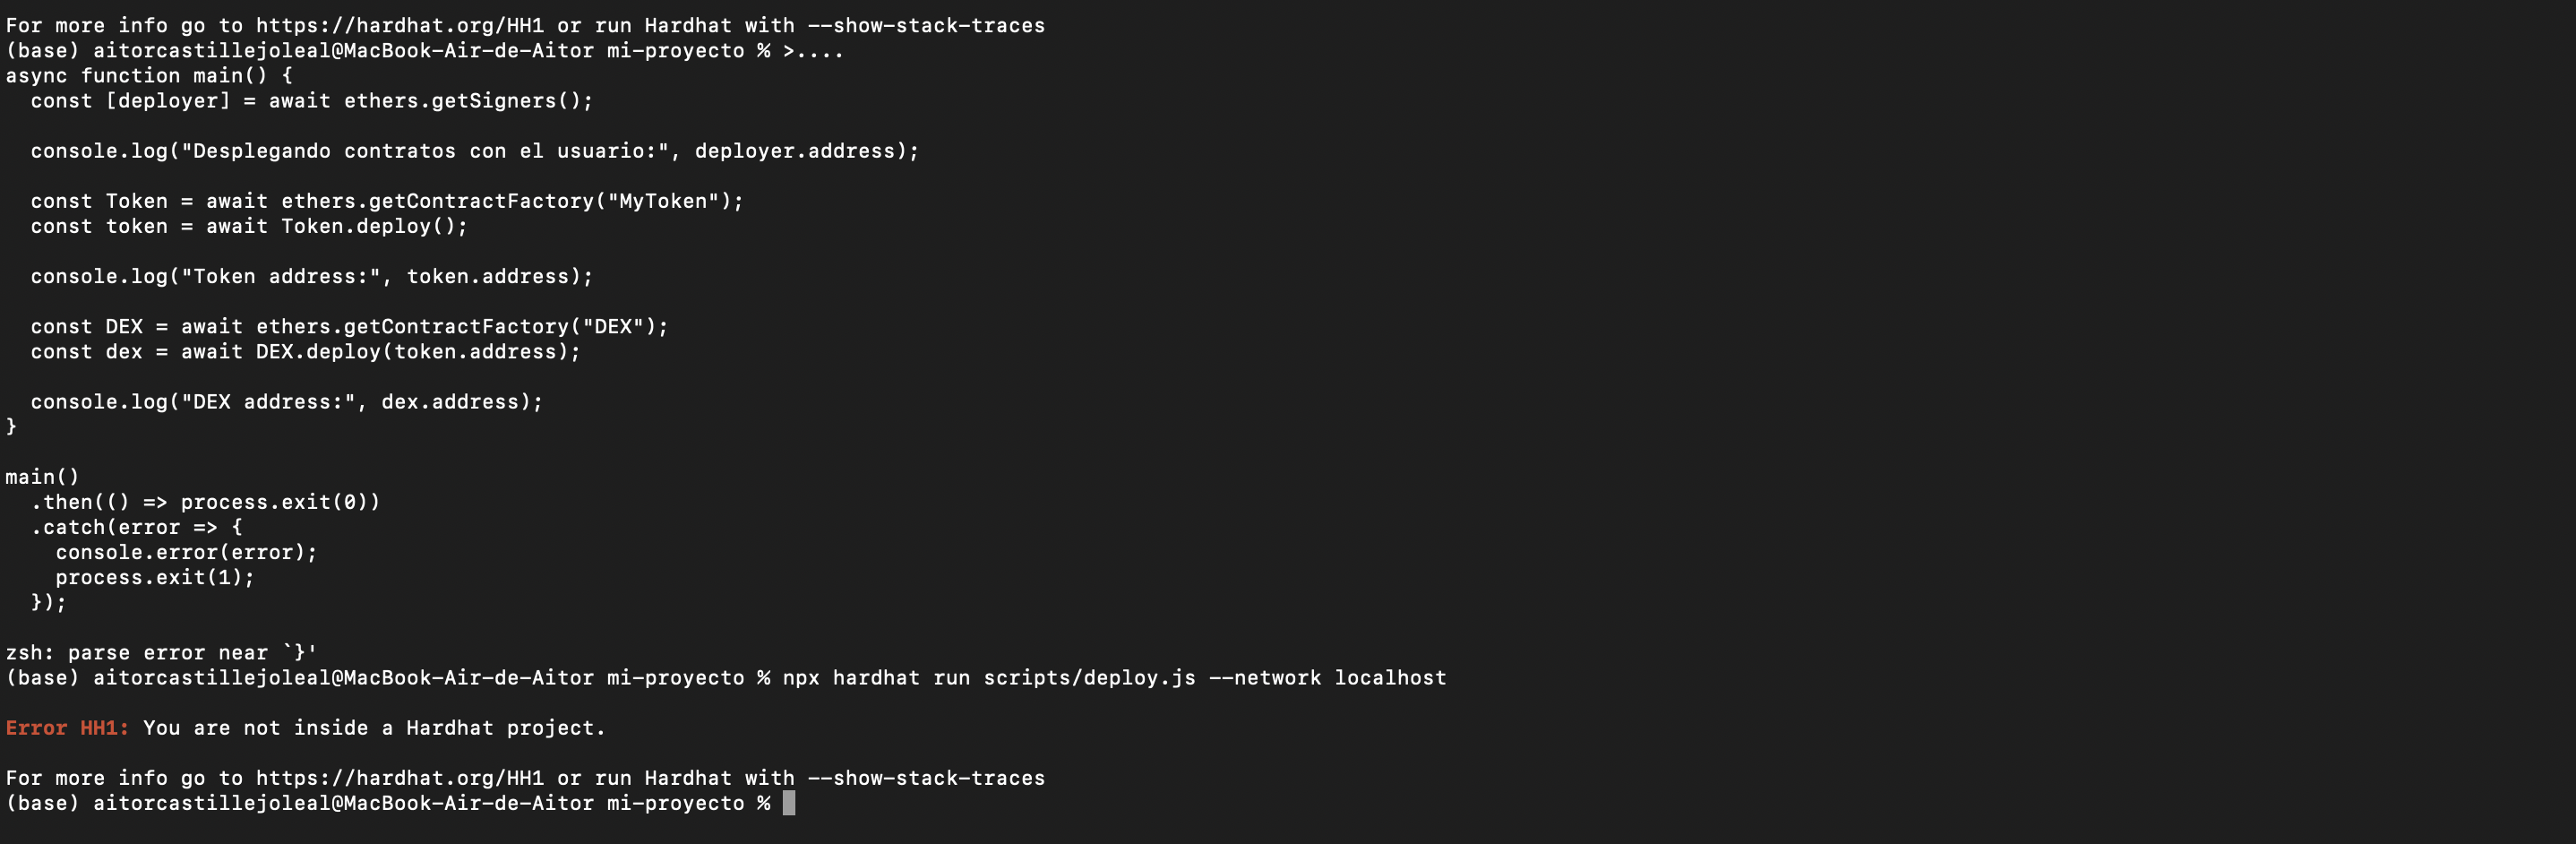 For more info go to https://hardhat.org/HH1 or run Hardhat with --show-stack-traces
(base) aitorcastillejoleal@MacBook-Air-de-Aitor mi-proyecto % >....
async function main() {
  const [deployer] = await ethers.getSigners();

  console.log("Desplegando contratos con el usuario:", deployer.address);

  const Token = await ethers.getContractFactory("MyToken");
  const token = await Token.deploy();

  console.log("Token address:", token.address);

  const DEX = await ethers.getContractFactory("DEX");
  const dex = await DEX.deploy(token.address);

  console.log("DEX address:", dex.address);
}

main()
  .then(() => process.exit(0))
  .catch(error => {
    console.error(error);
    process.exit(1);
  });

zsh: parse error near `}'
(base) aitorcastillejoleal@MacBook-Air-de-Aitor mi-proyecto % npx hardhat run scripts/deploy.js --network localhost

Error HH1: You are not inside a Hardhat project.

For more info go to https://hardhat.org/HH1 or run Hardhat with --show-stack-traces
(base) aitorcastillejoleal@MacBook-Air-de-Aitor mi-proyecto %